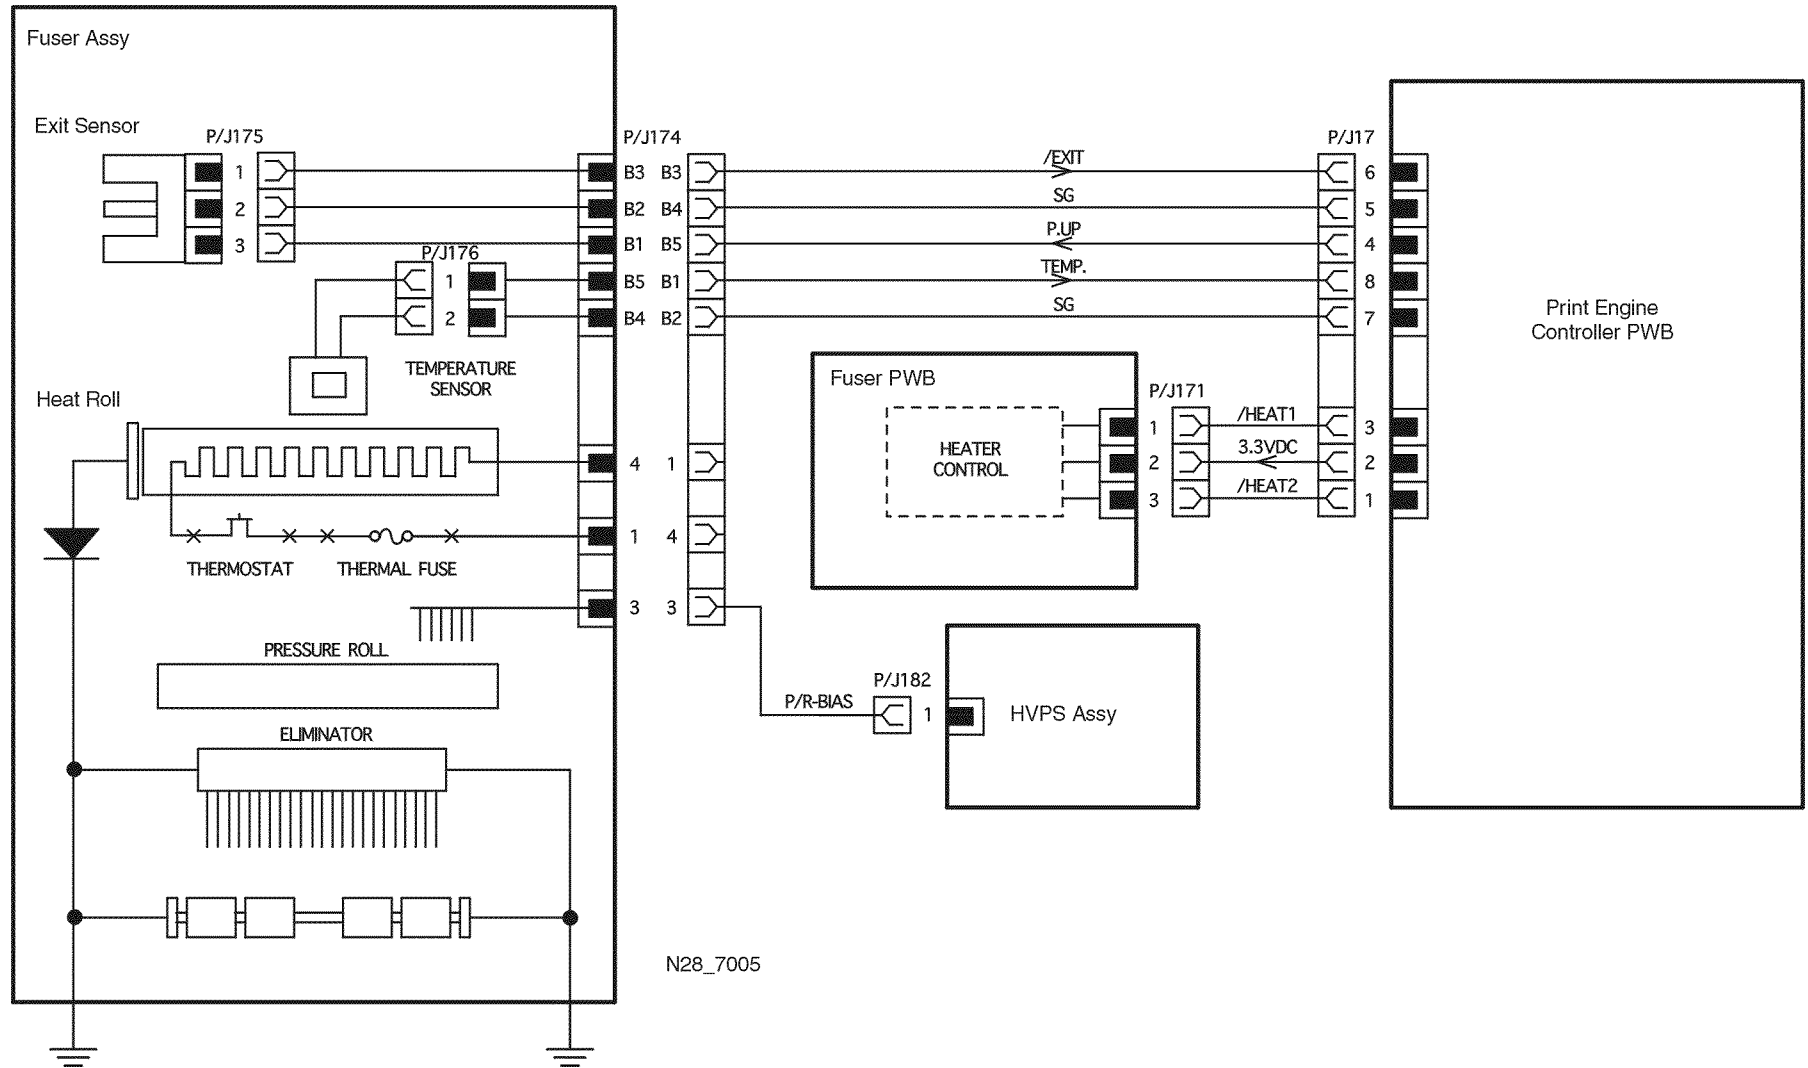 Fuser Assy
Exit Sensor
P/J175
1
2
3
P/J176
1
2
TEMPERATURE
SENSOR
Heat Roll
THERMOSTAT
THERMAL FUSE
PRESSURE ROLL
ELIMINATOR
P/J174
B3 B3
B2 B4
B1 B5
B5 B1
B4 B2
4 1
1 4
3 3
/EXIT
SG
P.UP
TEMP.
SG
P/J17
6
5
4
8
7
3
2
1
Print Engine
Controller PWB
Fuser PWB
HEATER
CONTROL
P/J171
1
2
3
/HEAT1
3.3VDC
/HEAT2
P/R-BIAS
P/J182
1
HVPS Assy
N28_7005